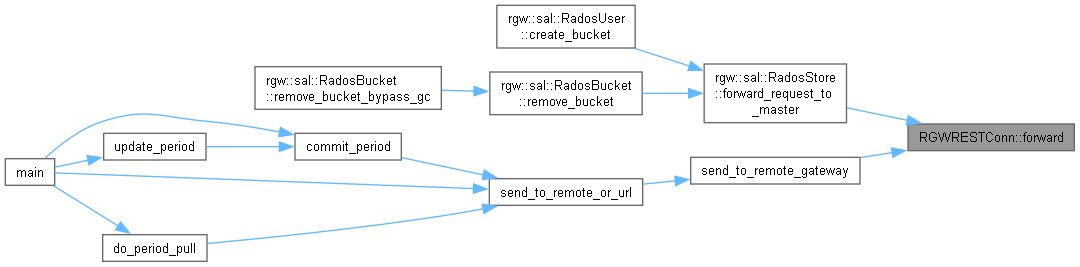 rgw::sal::RadosUser
::create_bucket
rgw::sal::RadosBucket
::remove_bucket_bypass_gc
rgw::sal::RadosBucket
::remove_bucket
rgw::sal::RadosStore
::forward_request_to
_master
RGWRESTConn::forward
update_period
commit_period
main
send_to_remote_gateway
send_to_remote_or_url
do_period_pull